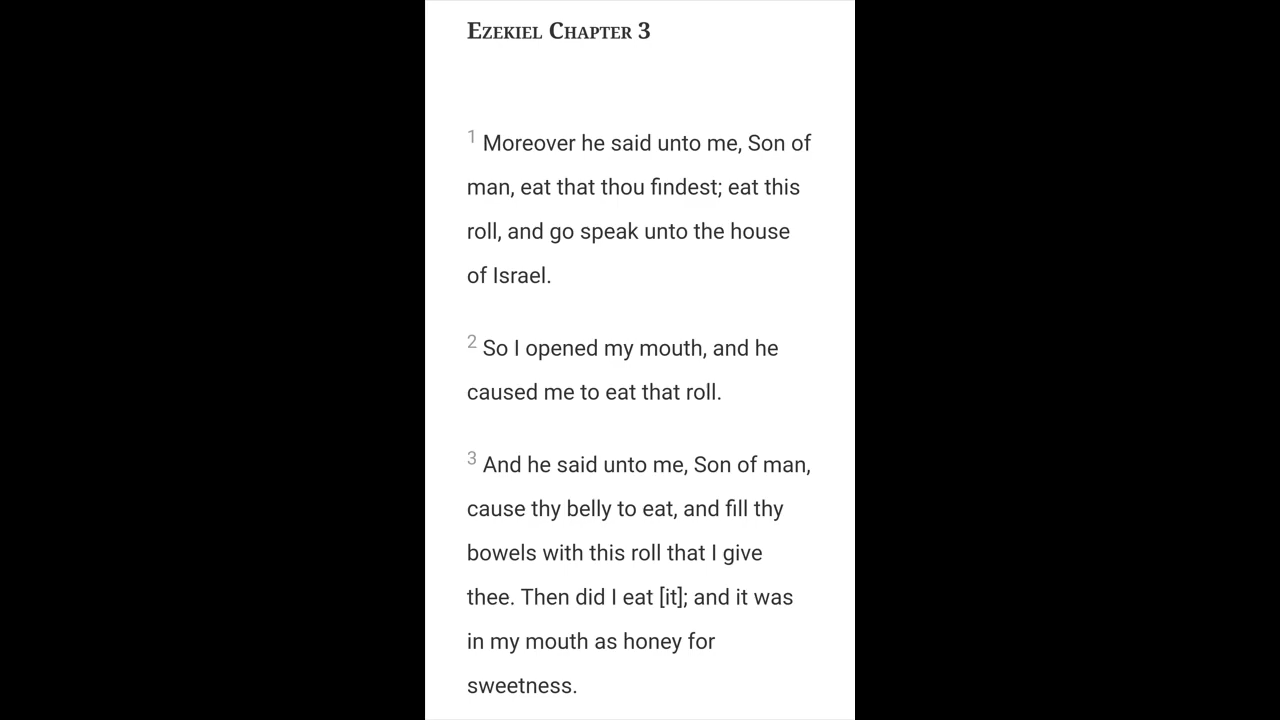 Ezekiel Chapter 3
1 Moreover he said unto me, Son of
man, eat that thou findest; eat this
roll, and go speak unto the house
of Israel.
2 So I opened my mouth, and he
caused me to eat that roll.
3 And he said unto me, Son of man,
cause thy belly to eat, and fill thy
bowels with this roll that I give
thee. Then did I eat [it]; and it was
in my mouth as honey for
sweetness.